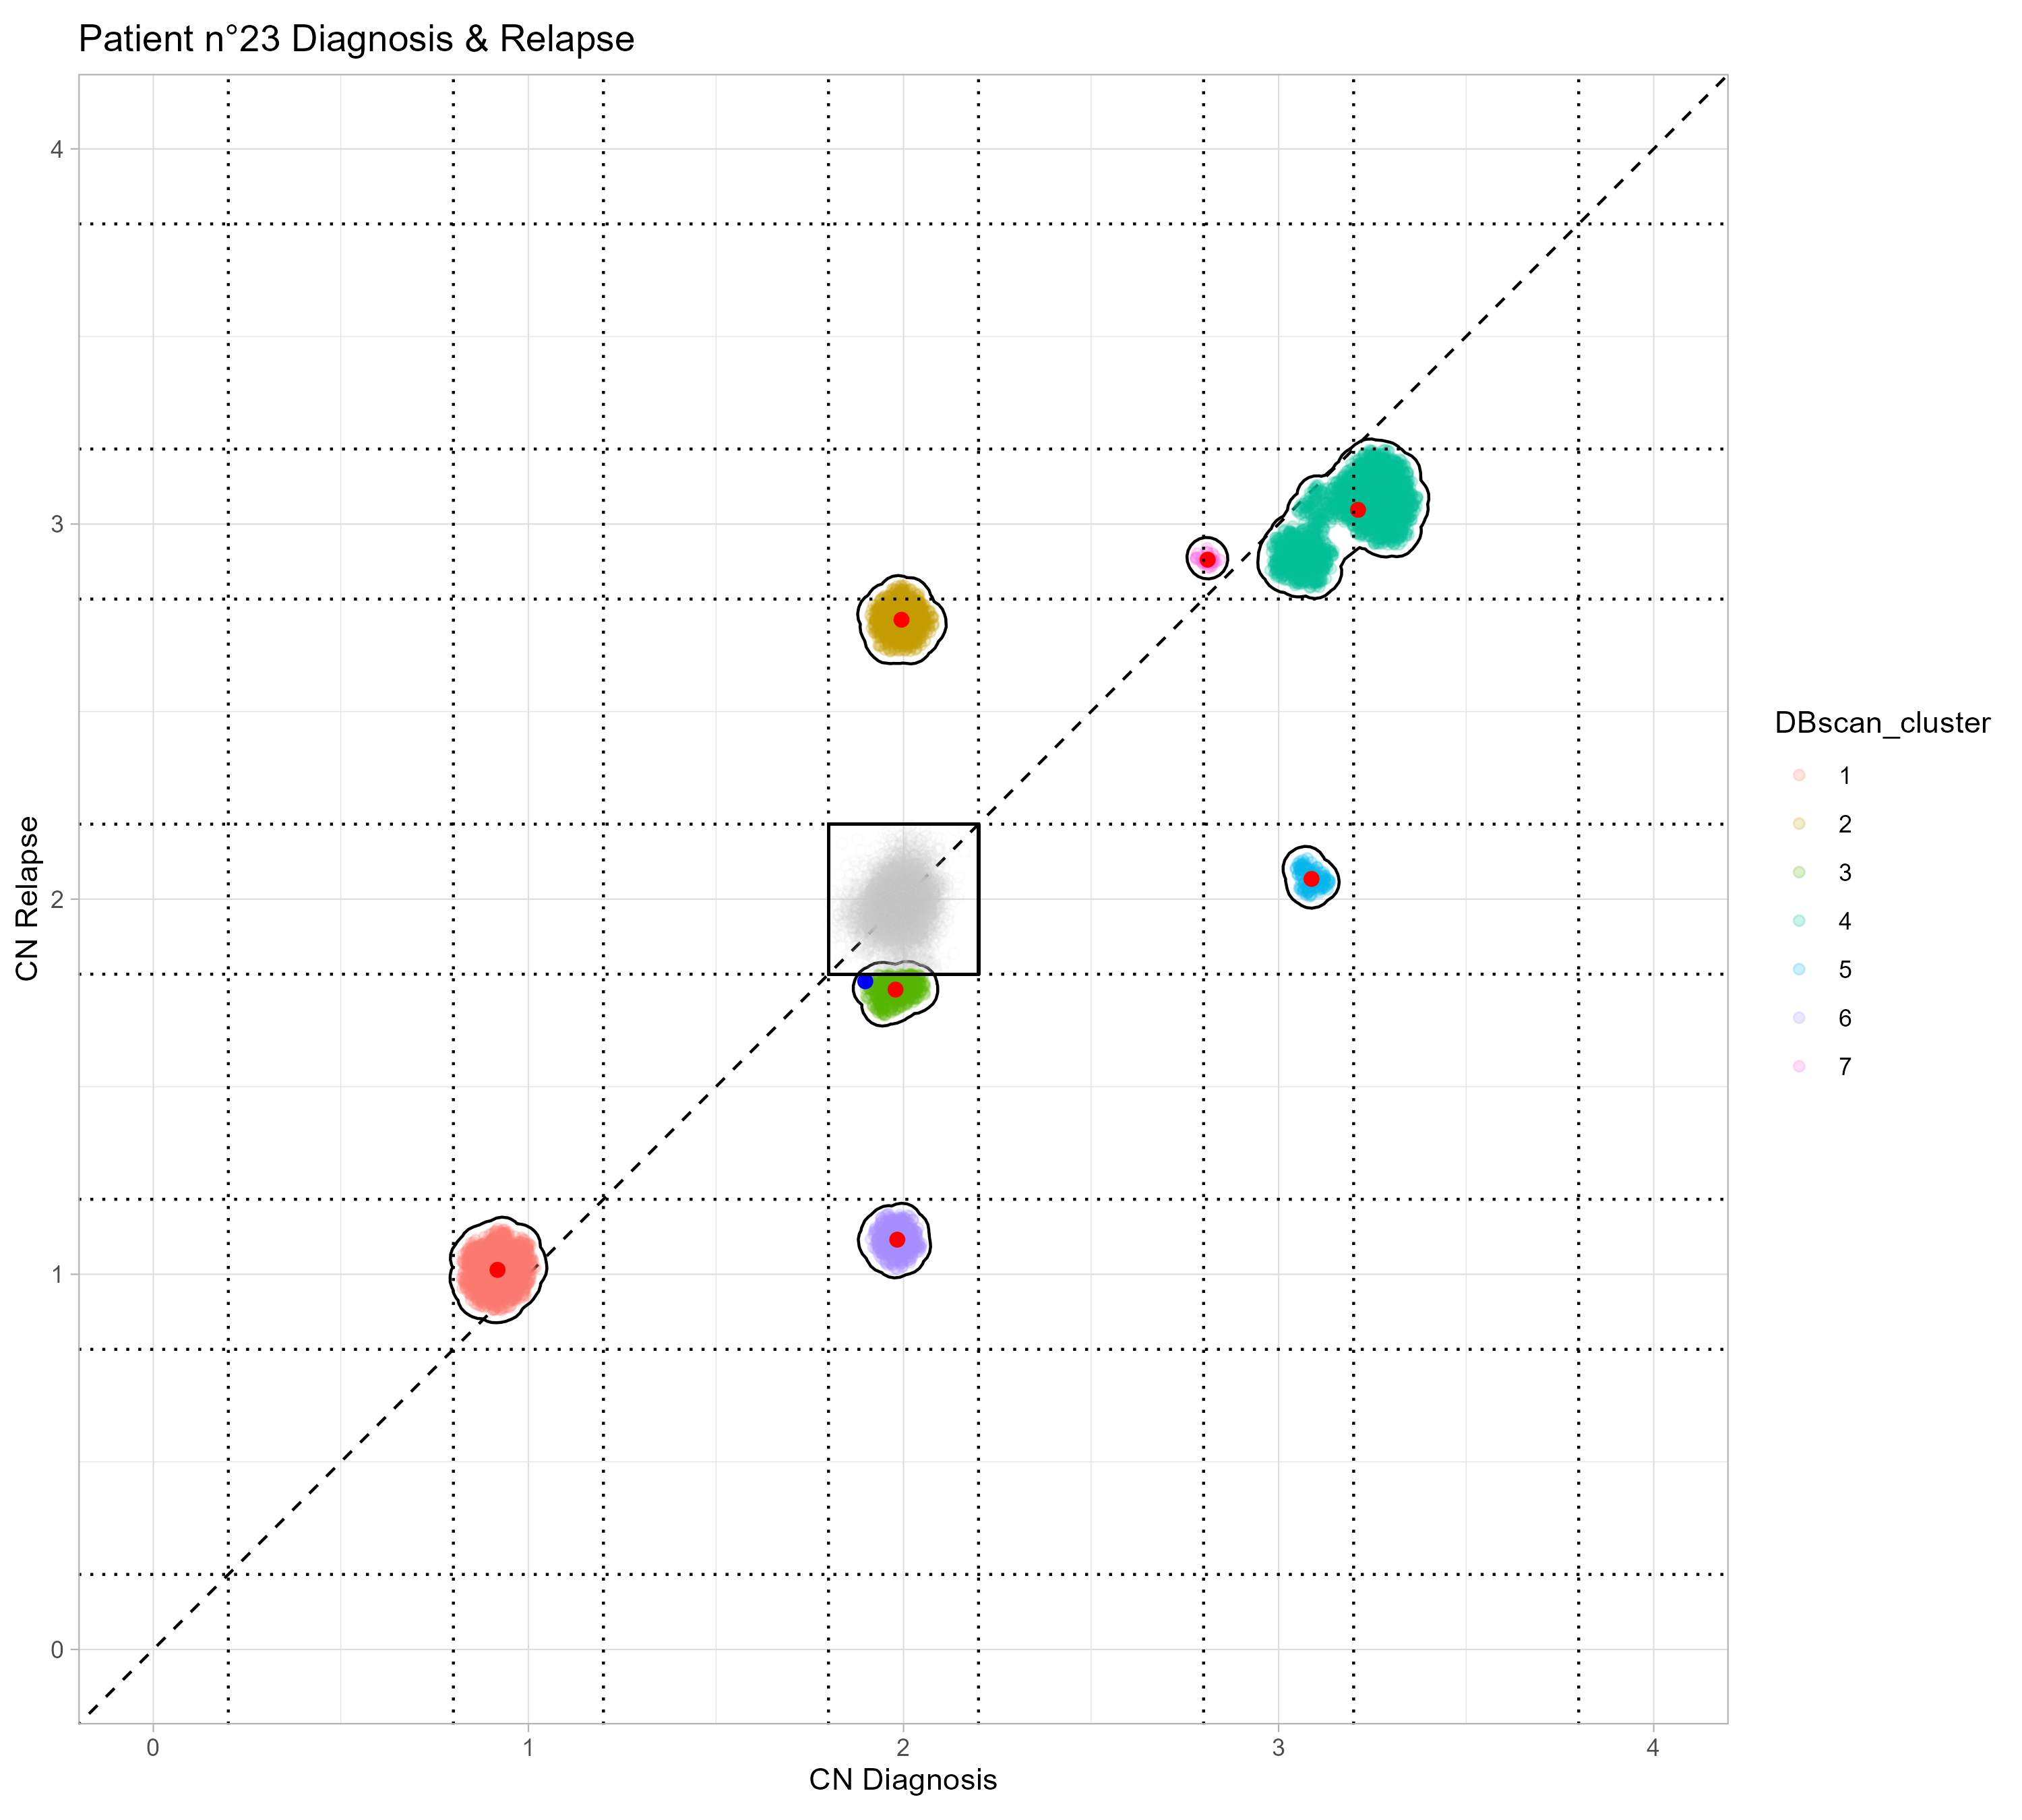 Patient n°23 Diagnosis & Relapse
4
3
2
1
0
CN Relapse
0 1 2 3 4
CN Diagnosis
DBscan_cluster
1
2
3
4
5
6
7